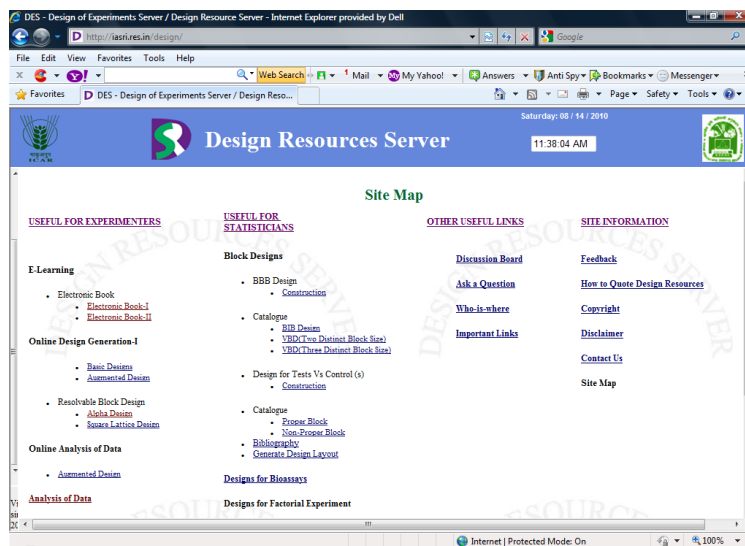 DES - Design of Experiments Server / Design Resource Server - Internet Explorer provided by Dell
http://iasri.res.in/design/
Google
File Edit View Favorites Tools Help
Web Search
1 Mail My Yahoo! Answers Anti Spy Bookmarks Messenger
Favorites DES - Design of Experiments Server / Design Reso...
Page Safety Tools
Saturday: 08 / 14 / 2010
Design Resources Server
11:38:04 AM
ICAR
Site Map
USEFUL FOR EXPERIMENTERS
E-Learning
Electronic Book
Electronic Book-I
Electronic Book-II
Online Design Generation-I
Basic Designs
Augmented Design
Resolvable Block Design
Alpha Design
Square Lattice Design
Online Analysis of Data
Augmented Design
Analysis of Data
USEFUL FOR
STATISTICIANS
Block Designs
BBB Design
Construction
Catalogue
BIB Design
VBD(Two Distinct Block Size)
VBD(Three Distinct Block Size)
Design for Tests Vs Control (s)
Construction
Catalogue
Proper Block
Non-Proper Block
Bibliography
Generate Design Layout
Designs for Bioassays
Designs for Factorial Experiment
OTHER USEFUL LINKS
Discussion Board
Ask a Question
Who-is-where
Important Links
SITE INFORMATION
Feedback
How to Quote Design Resources
Copyright
Disclaimer
Contact Us
Site Map
DESIGN RESOURCES SERVER
DESIGN RESOURCES SERVER
Internet | Protected Mode: On
100%